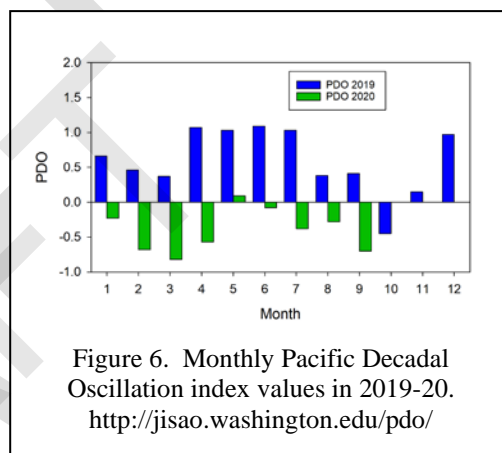 2.0
1.5
1.0
0.5
0.0
-0.5
-1.0
PDO
PDO 2019
PDO 2020
1 2 3 4 5 6 7 8 9 10 11 12
Month
Figure 6. Monthly Pacific Decadal
Oscillation index values in 2019-20.
http://jisao.washington.edu/pdo/